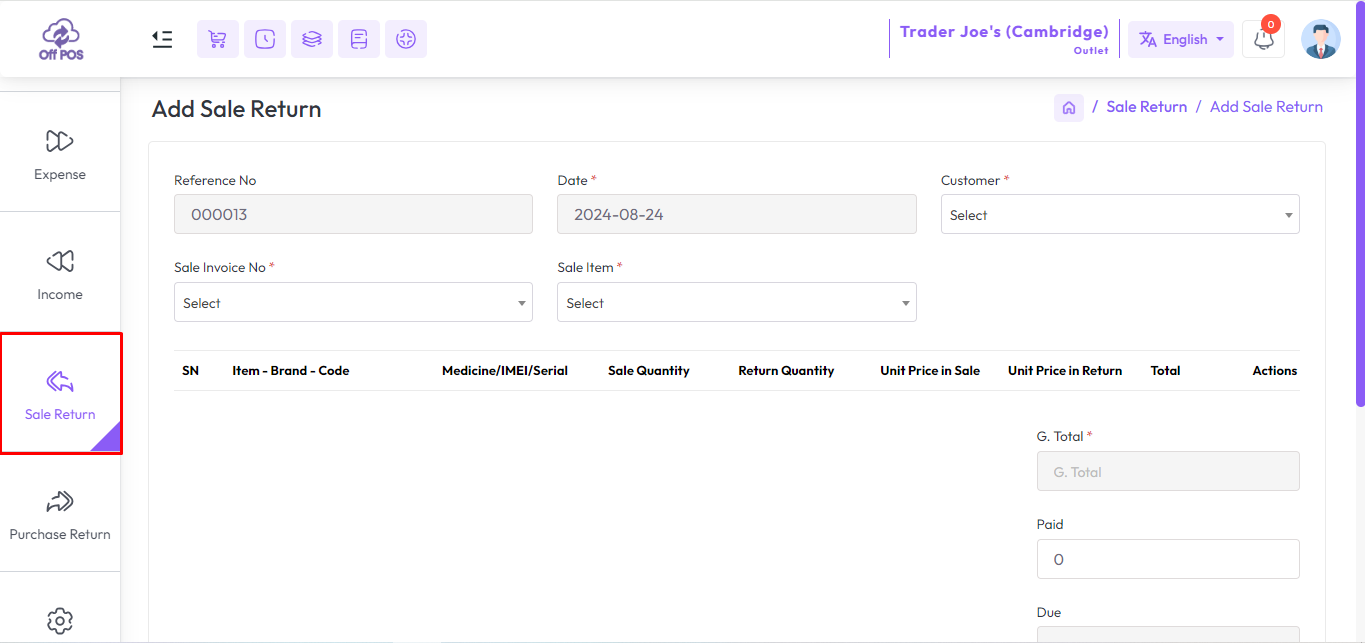 Off POS
Trader Joe's (Cambridge)
Outlet
English
0
Expense
Income
Sale Return
Purchase Return
Add Sale Return
/ Sale Return / Add Sale Return
Reference No
Date *
Customer *
000013
2024-08-24
Select
Sale Invoice No *
Sale Item *
Select
Select
SN Item - Brand - Code Medicine/IMEI/Serial Sale Quantity Return Quantity Unit Price in Sale Unit Price in Return Total Actions
G. Total *
G. Total
Paid
0
Due